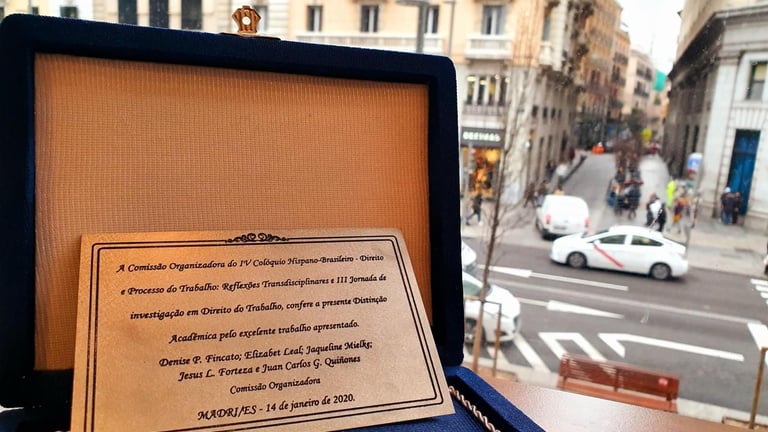 A Comissão Organizadora do IV Colóquio Hispano-Brasileiro - Direito
e Processo do Trabalho: Reflexões Transdisciplinares e III Jornada de
investigação em Direito do Trabalho, confere a presente Distinção
Acadêmica pelo excelente trabalho apresentado.
Denise P. Fincato; Elizabet Leal; Jaqueline Mielke;
Jesus L. Forteza e Juan Carlos G. Quiñones
Comissão Organizadora
MADRI/ES - 14 de janeiro de 2020.